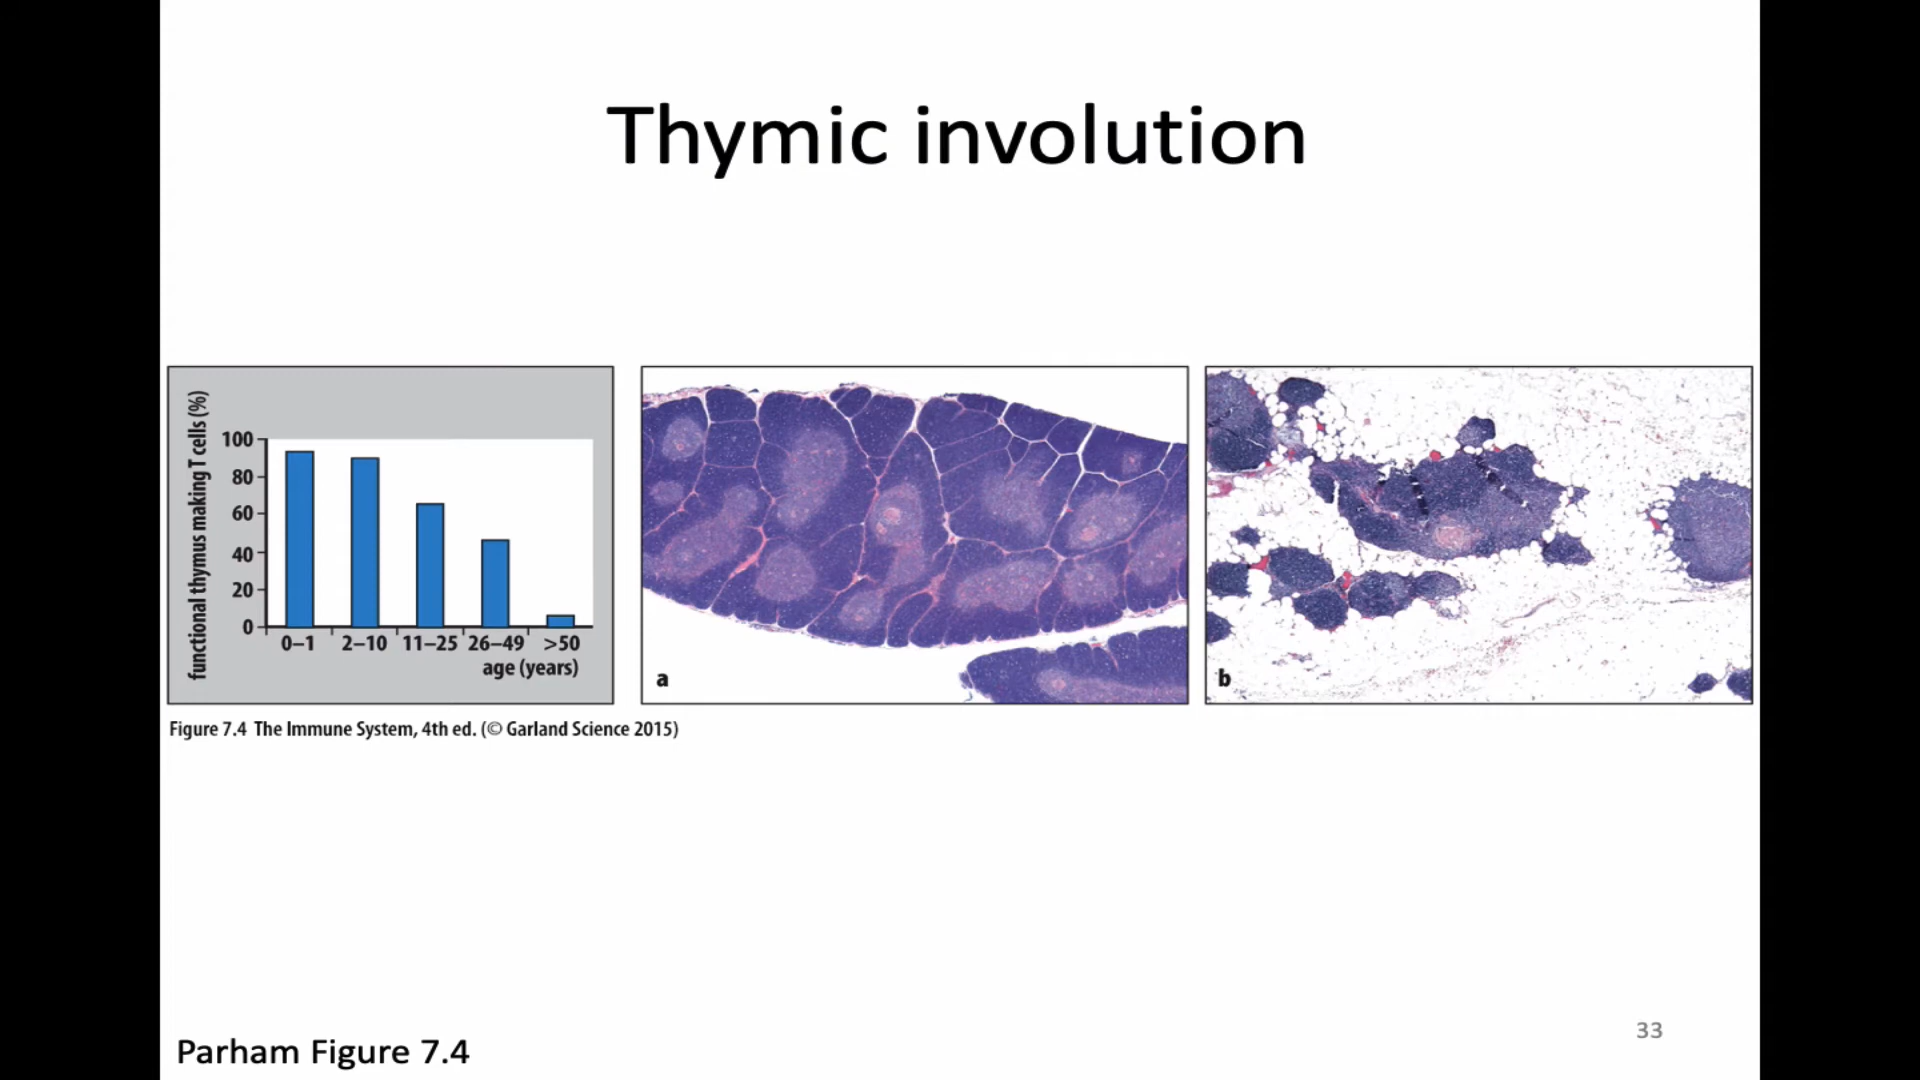 Thymic involution
functional thymus making T cells (%)
100
80
60
40
20
0
0–1 2–10 11–25 26–49 >50
age (years)
a
b
Figure 7.4 The Immune System, 4th ed. (© Garland Science 2015)
33
Parham Figure 7.4